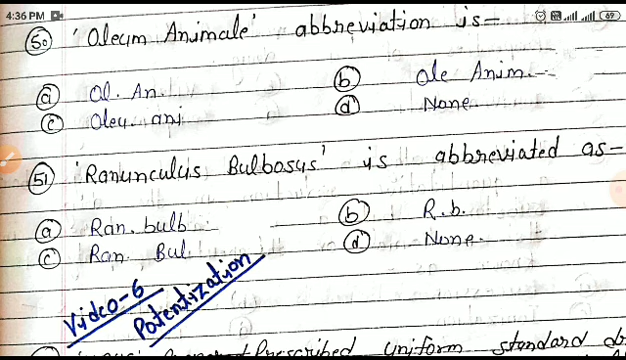 4:36 PM 69
50 'Oleum Animale' abbreviation is-
a Ol. An. b Ole Anim.
c Oleu. ani d None
51 'Ranunculus Bulbosus' is abbreviated as-
a Ran. bulb b R.b.
c Ran. Bul. d None.
Video-6
Potentization
Prescribed uniform standard